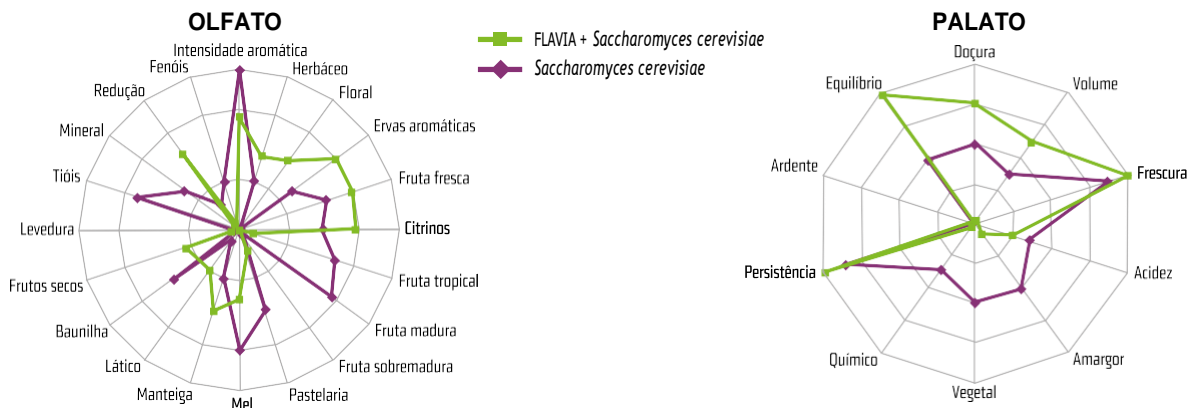 OLFATO
Intensidade aromática
Herbáceo
Floral
Ervas aromáticas
Fruta fresca
Citrinos
Fruta tropical
Fruta madura
Fruta sobremadura
Pastelaria
Mel
Manteiga
Lático
Baunilha
Frutos secos
Levedura
Tióis
Mineral
Redução
Fenóis
FLAVIA + Saccharomyces cerevisiae
Saccharomyces cerevisiae
PALATO
Doçura
Volume
Frescura
Acidez
Amargor
Vegetal
Químico
Persistência
Ardente
Equilíbrio